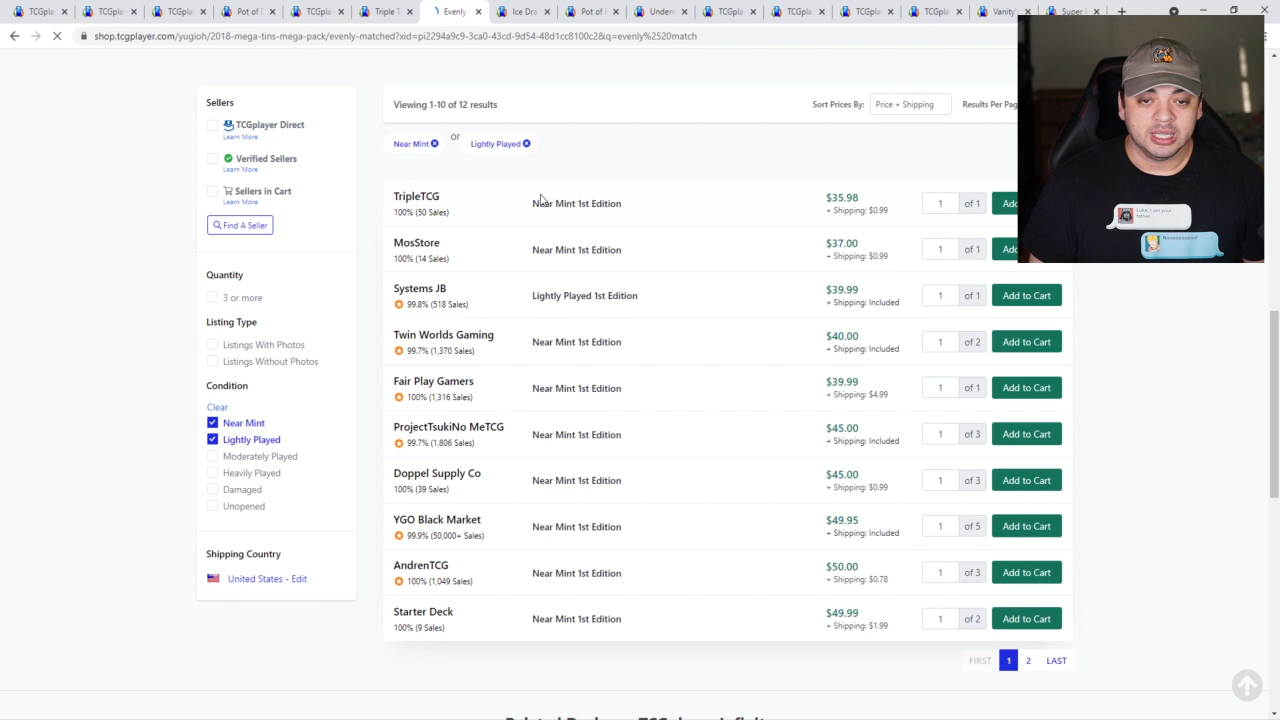 TCGplay
TCGplay
TCGplay
Pot of D
TCGpla
Triple T
Evenly
Ice Dra
Pot of
Under
TCGpla
TCGpla
TCGpla
TCGpla
Vanity
Super
shop.tcgplayer.com/yugioh/2018-mega-tins-mega-pack/evenly-matched?xid=pi2294a9c9-3ca0-43cd-9d54-48d1cc8100c2&q=evenly%2520match
Sellers
TCGplayer Direct
Learn More
Verified Sellers
Learn More
Sellers in Cart
Learn More
Find A Seller
Quantity
3 or more
Listing Type
Listings With Photos
Listings Without Photos
Condition
Clear
Near Mint
Lightly Played
Moderately Played
Heavily Played
Damaged
Unopened
Shipping Country
United States - Edit
Viewing 1-10 of 12 results
Sort Prices By: Price + Shipping Results Per Pag
Near Mint or Lightly Played
TripleTCG
100% (50 Sales)
Near Mint 1st Edition
$35.98
+ Shipping: $0.99
1 of 1 Add
MosStore
100% (14 Sales)
Near Mint 1st Edition
$37.00
+ Shipping: $0.99
1 of 1 Add
Systems JB
99.8% (518 Sales)
Lightly Played 1st Edition
$39.99
+ Shipping: Included
1 of 1 Add to Cart
Twin Worlds Gaming
99.7% (1,370 Sales)
Near Mint 1st Edition
$40.00
+ Shipping: Included
1 of 2 Add to Cart
Fair Play Gamers
100% (1,316 Sales)
Near Mint 1st Edition
$39.99
+ Shipping: $4.99
1 of 1 Add to Cart
ProjectTsukiNo MeTCG
99.7% (1,806 Sales)
Near Mint 1st Edition
$45.00
+ Shipping: Included
1 of 3 Add to Cart
Doppel Supply Co
100% (39 Sales)
Near Mint 1st Edition
$45.00
+ Shipping: $0.99
1 of 3 Add to Cart
YGO Black Market
99.9% (50,000+ Sales)
Near Mint 1st Edition
$49.95
+ Shipping: Included
1 of 5 Add to Cart
AndrenTCG
100% (1,049 Sales)
Near Mint 1st Edition
$50.00
+ Shipping: $0.78
1 of 3 Add to Cart
Starter Deck
100% (9 Sales)
Near Mint 1st Edition
$49.99
+ Shipping: $1.99
1 of 2 Add to Cart
FIRST 1 2 LAST
Luke, I am your
father.